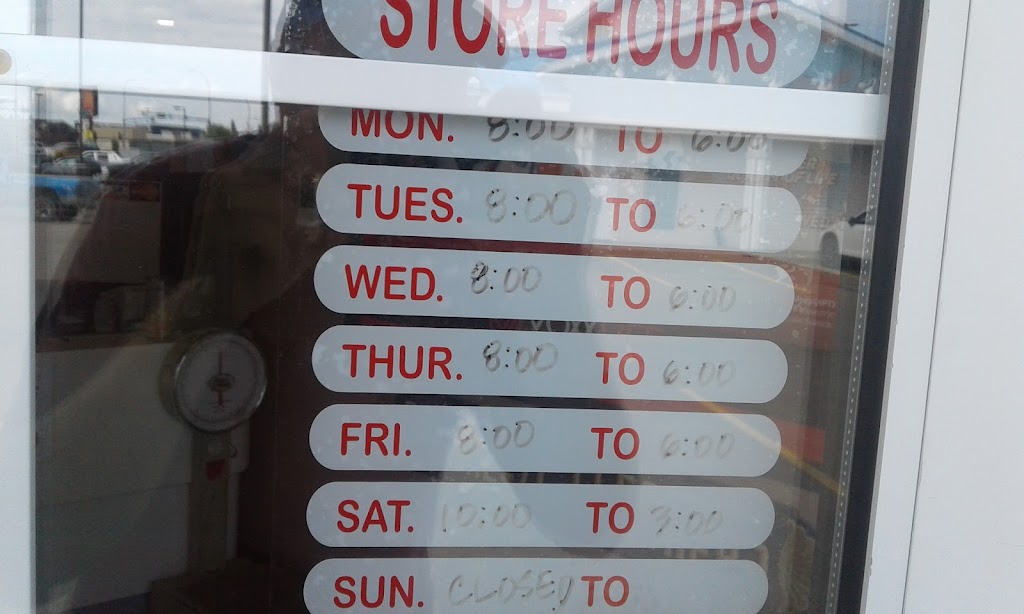 STORE HOURS
MON. 8:00 TO 6:00
TUES. 8:00 TO 6:00
WED. 8:00 TO 6:00
THUR. 8:00 TO 6:00
FRI. 8:00 TO 6:00
SAT. 10:00 TO 3:00
SUN. CLOSED TO